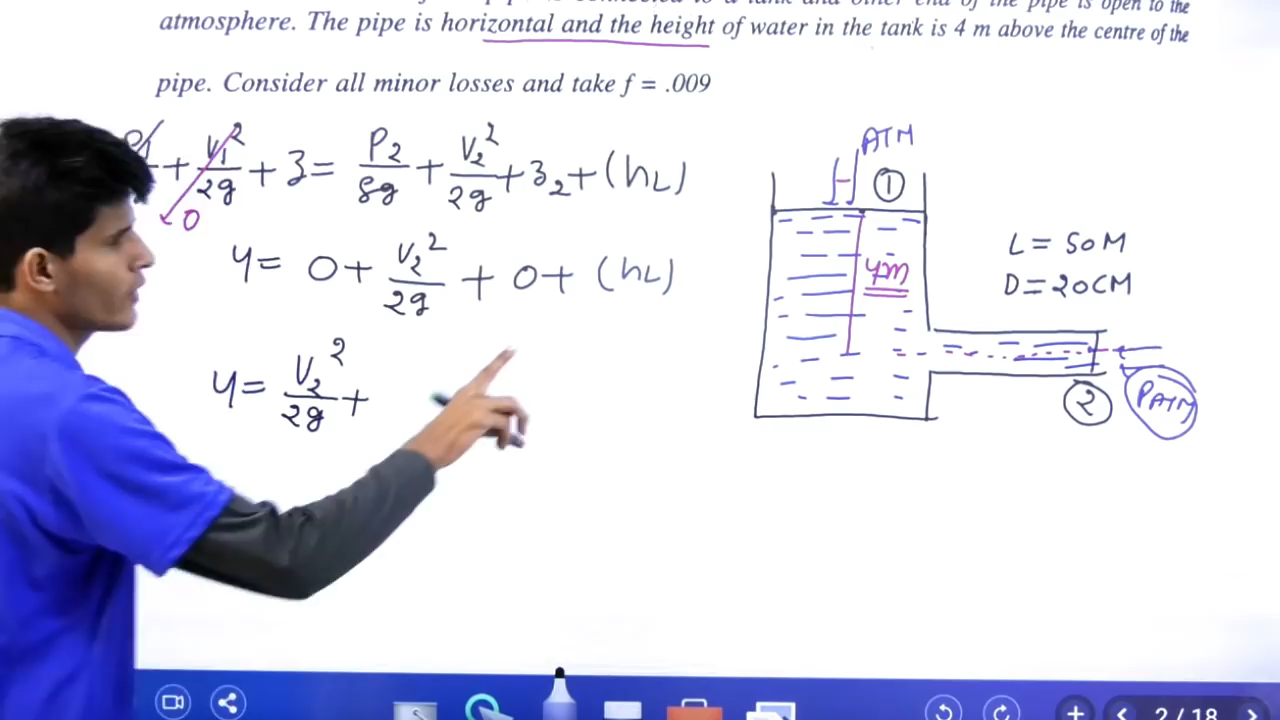 atmosphere. The pipe is horizontal and the height of water in the tank is 4 m above the centre of the
pipe. Consider all minor losses and take f = .009
+ V₁²/2g + 3 = P₂/ρg + V₂²/2g + 3₂ + (hL)
0
4 = 0 + V₂²/2g + 0 + (hL)
4 = V₂²/2g +
ATM
1
4m
L = 50M
D = 20CM
2
PATM
2 / 18